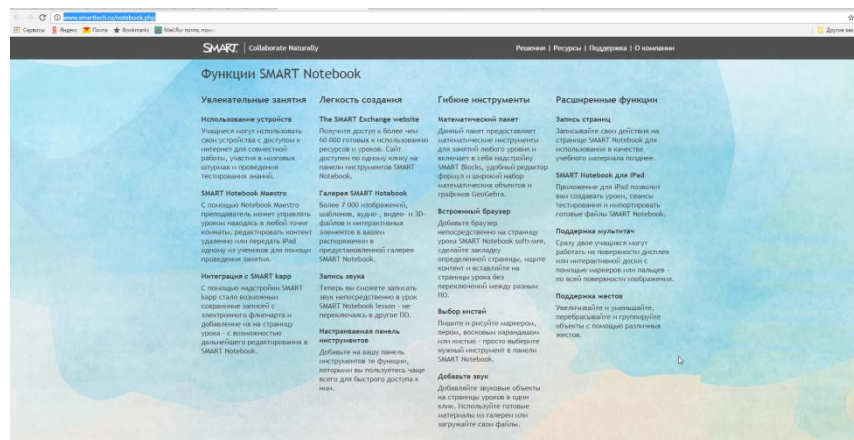 www.smarttech.ru/notebook.php
Сервисы Яндекс Почта Bookmarks Mail.Ru: почта, поиск
Другие зак
SMART Collaborate Naturally
Решения | Ресурсы | Поддержка | О компании
Функции SMART Notebook
Увлекательные занятия
Использование устройств
Учащиеся могут использовать
свои устройства с доступом к
интернет для совместной
работы, участия в мозговых
штурмах и проведения
тестирования знаний.
SMART Notebook Maestro
С помощью Notebook Maestro
преподаватель может управлять
уроком находясь в любой точке
комнаты, редактировать контент
удаленно или передать iPad
одному из учеников для помощи
проведения занятия.
Интеграция с SMART kapp
С помощью надстройки SMART
kapp стало возможным
сохранение записей с
электронного флипчарта и
добавление их на страницу
урока - с возможностью
дальнейшего редактирования в
SMART Notebook.
Легкость создания
The SMART Exchange website
Получите доступ к более чем
60 000 готовых к использованию
ресурсов и уроков. Сайт
доступен по одному клику на
панели инструментов SMART
Notebook.
Галерея SMART Notebook
Более 7 000 изображений,
шаблонов, аудио-, видео- и 3D-
файлов и интерактивных
элементов в вашем
распоряжении в
предустановленной галерее
SMART Notebook.
Запись звука
Теперь вы сможете записать
звук непосредственно в урок
SMART Notebook lesson - не
переключаясь в другое ПО.
Настраиваемая панель
инструментов
Добавьте на вашу панель
инструментов те функции,
которыми вы пользуетесь чаще
всего для быстрого доступа к
ним.
Гибкие инструменты
Математический пакет
Данный пакет предоставляет
математические инструменты
для занятий любого уровня и
включает в себя надстройку
SMART Blocks, удобный редактор
формул и широкий набор
математических объектов и
графиков GeoGebra.
Встроенный браузер
Добавьте браузер
непосредственно на страницу
урока SMART Notebook software,
сделайте закладку
определенной страницы, ищите
контент и вставляйте на
страницы урока без
переключений между разным
ПО.
Выбор кистей
Пишите и рисуйте маркером,
пером, восковым карандашом
или кистью - просто выберите
нужный инструмент в панели
SMART Notebook.
Добавьте звук
Добавляйте звуковые объекты
на страницы уроков в один
клик. Используйте готовые
материалы из галереи или
загружайте свои файлы.
Расширенные функции
Запись страниц
Записывайте свои действия на
странице SMART Notebook для
использования в качестве
учебного материала позднее.
SMART Notebook для iPad
Приложение для iPad позволит
вам создавать уроки, сеансы
тестирования и импортировать
готовые файлы SMART Notebook.
Поддержка мультитач
Сразу двое учащихся могут
работать на поверхности дисплея
или интерактивной доски с
помощью маркеров или пальцев -
по всей поверхности изображения.
Поддержка жестов
Увеличивайте и уменьшайте,
перебрасывайте и группируйте
объекты с помощью различных
жестов.